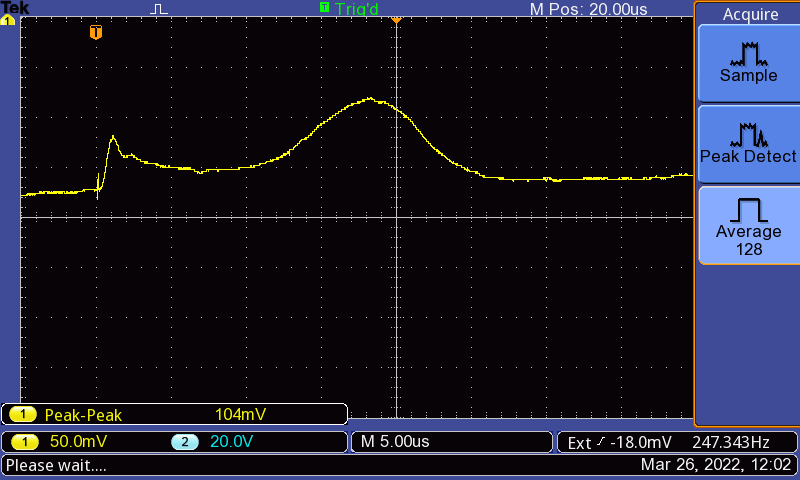 Tek T Trig'd M Pos: 20.00us
1
T
Acquire
Sample
Peak Detect
Average
128
1 Peak-Peak 104mV
1 50.0mV 2 20.0V M 5.00us Ext -18.0mV 247.343Hz
Please wait.... Mar 26, 2022, 12:02